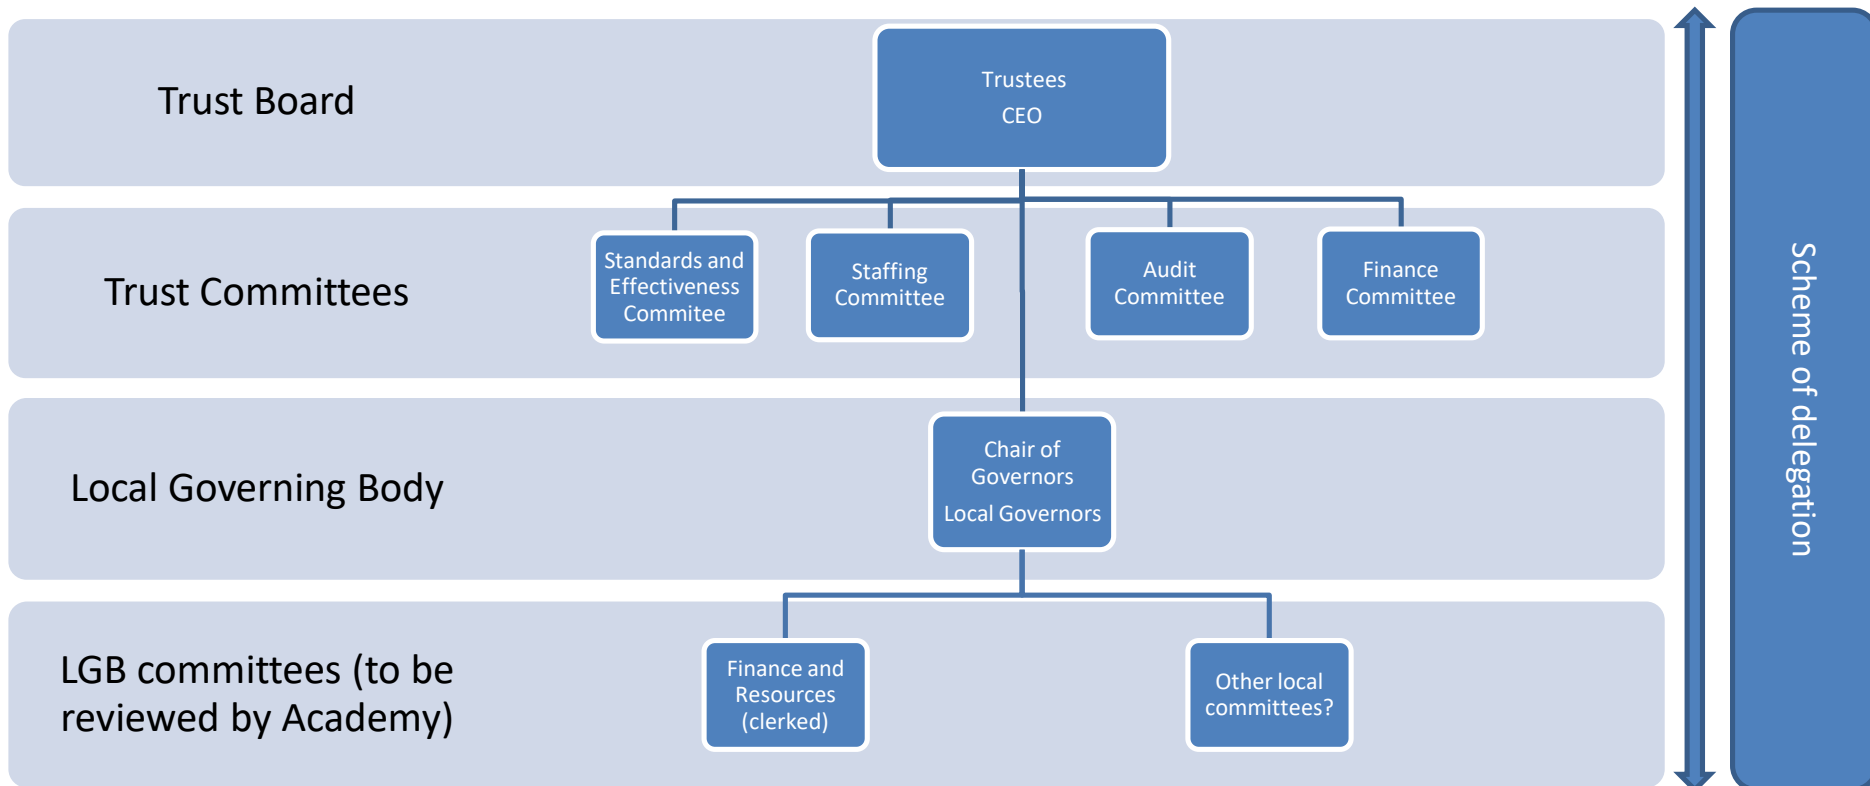 Trust Board
Trustees
CEO
Trust Committees
Standards and
Effectiveness
Commitee
Staffing
Committee
Audit
Committee
Finance
Committee
Local Governing Body
Chair of
Governors
Local Governors
LGB committees (to be
reviewed by Academy)
Finance and
Resources
(clerked)
Other local
committees?
Scheme of delegation